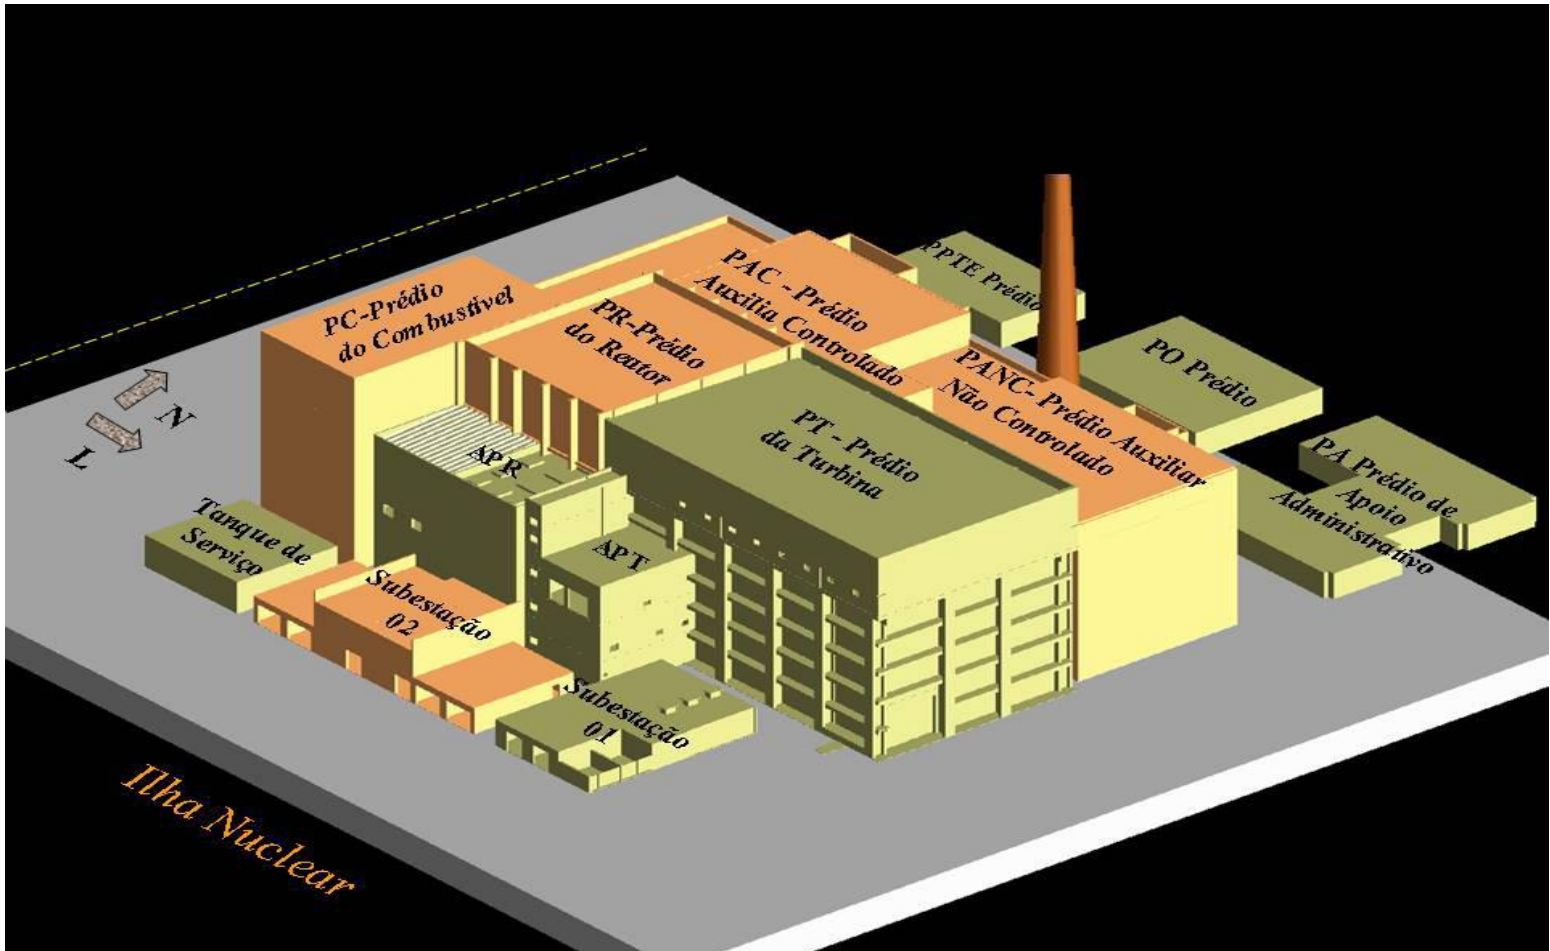 PPTE Prédio
PAC - Prédio
Auxilia Controlado
PC-Prédio
do Combustivel
PR-Prédio
do Reator
PO Prédio
PANC- Prédio Auxiliar
Não Controlado
N
L
PT - Prédio
da Turbina
PA Prédio de
Apoio
Administrativo
APR
Tanque de
Serviço
APT
Subestação
02
Subestação
01
Ilha Nuclear